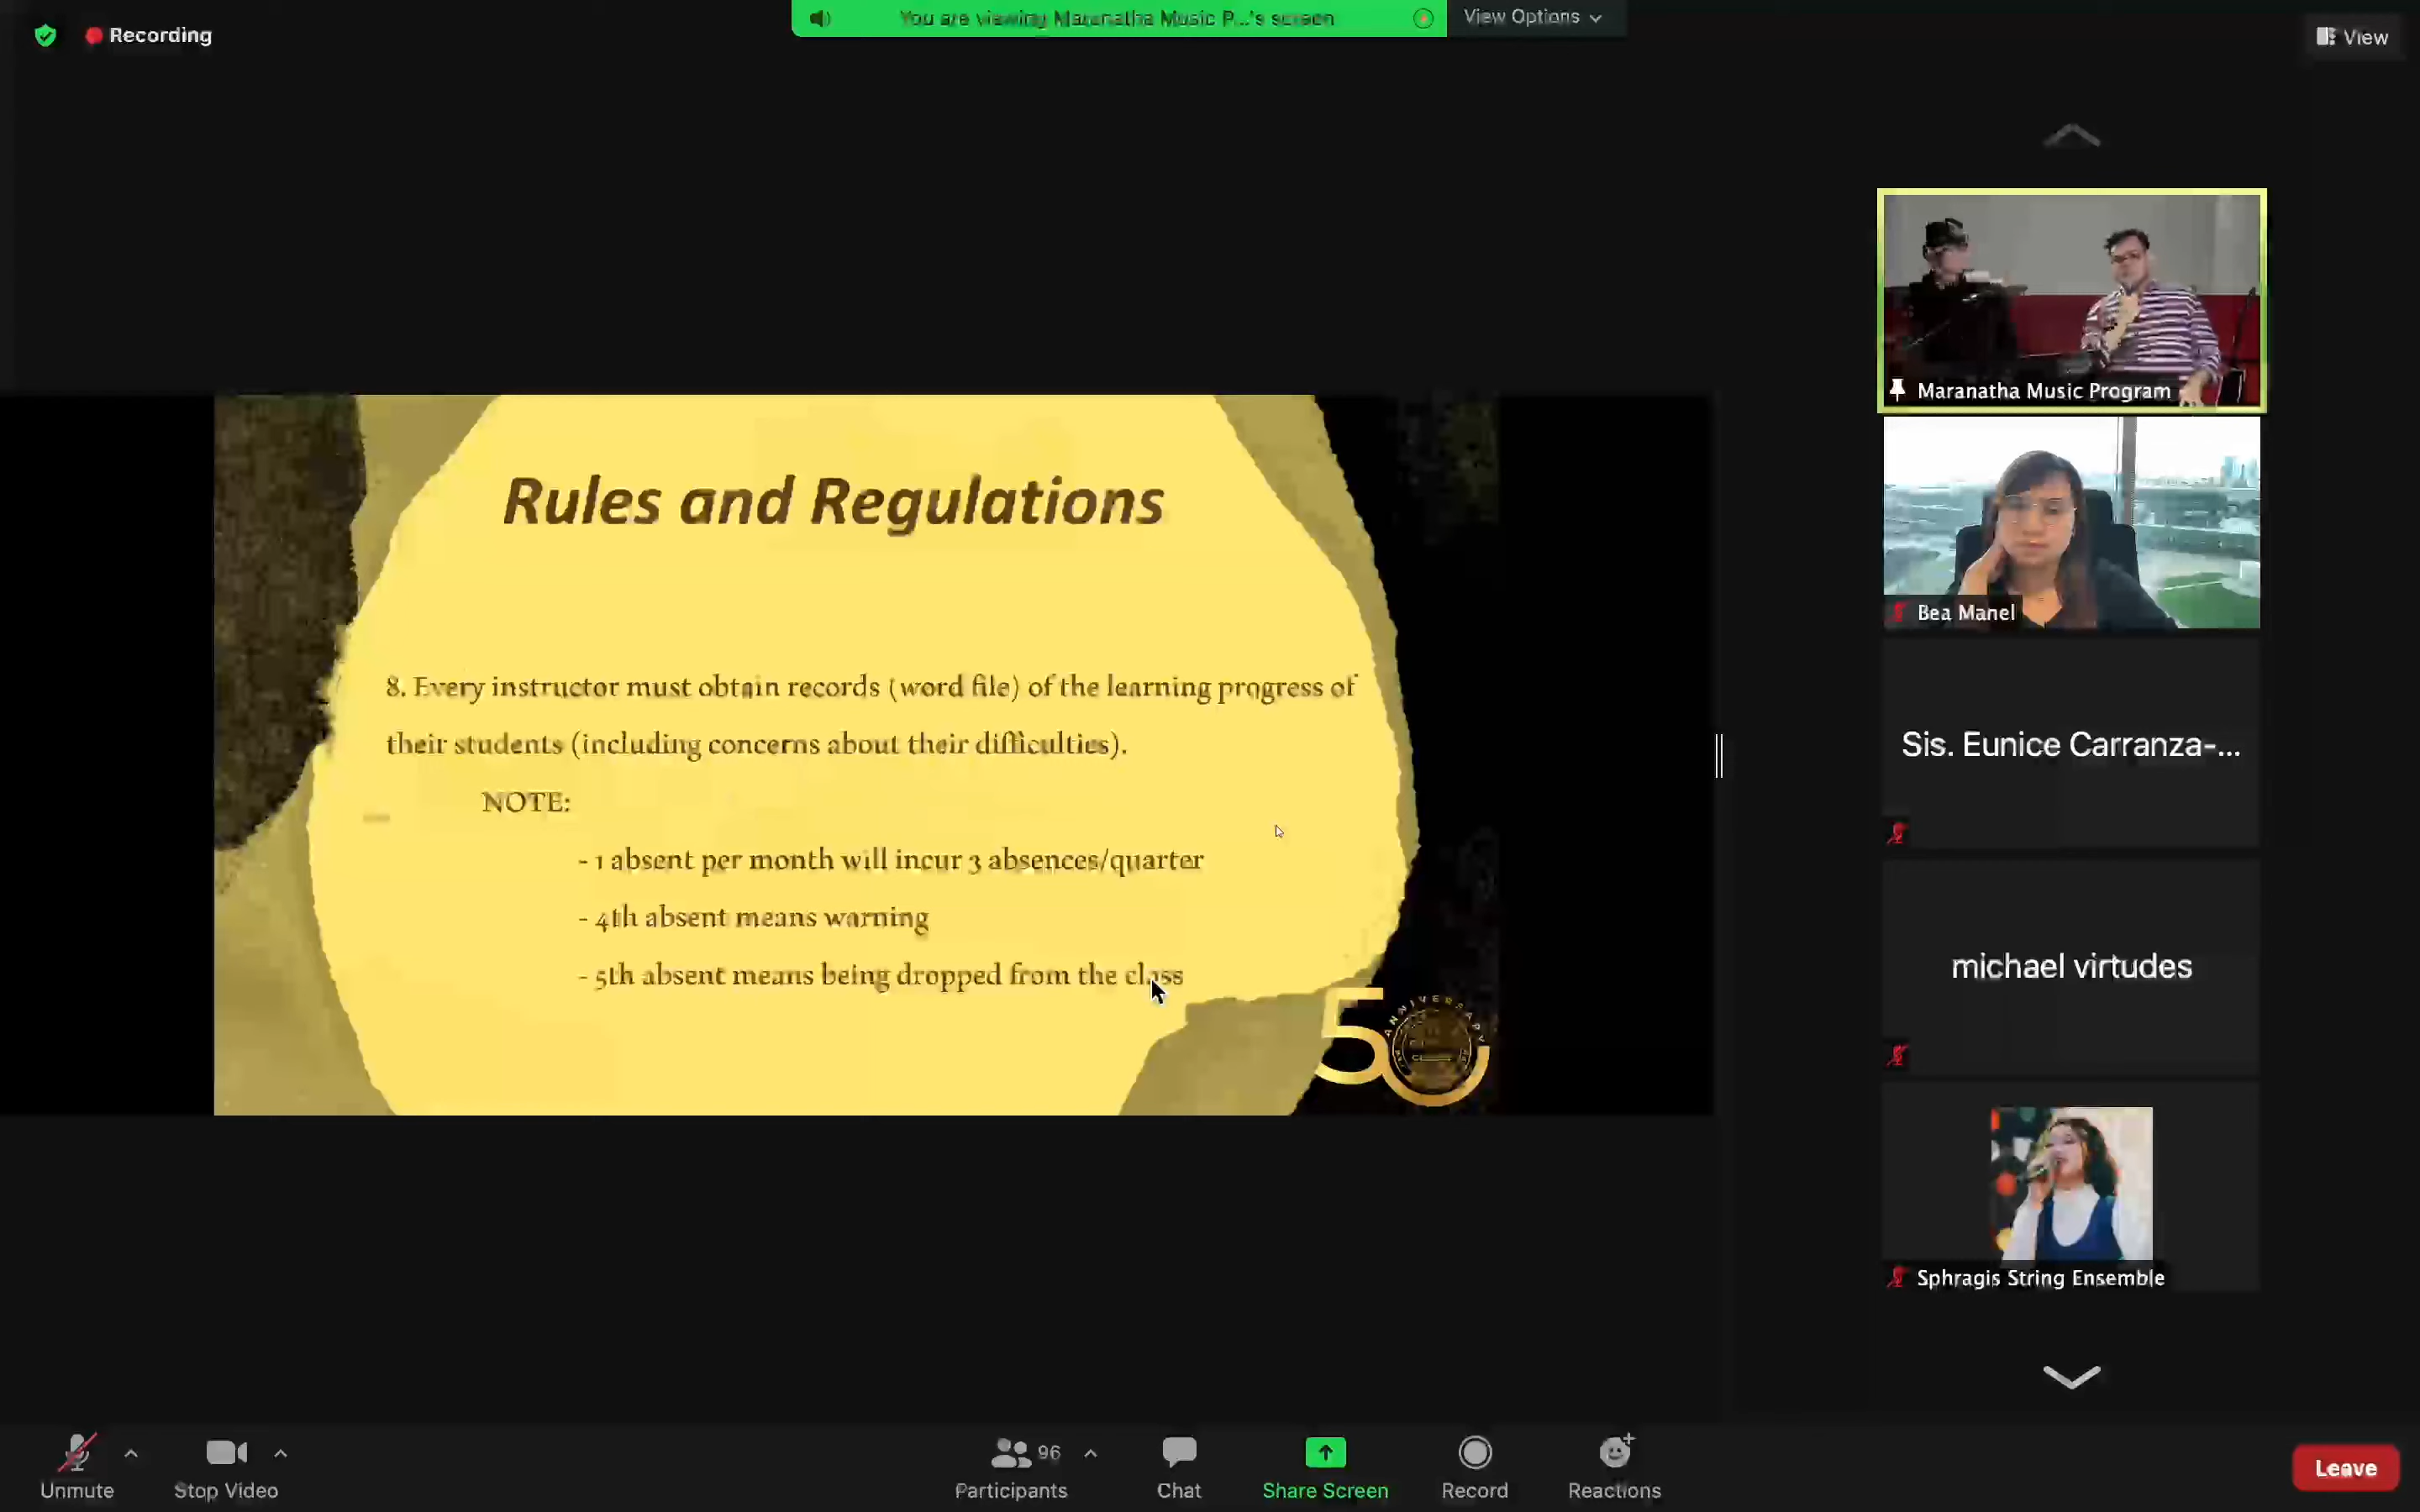 Recording
You are viewing Maranatha Music P...'s screen
View Options
View
Rules and Regulations
8. Every instructor must obtain records (word file) of the learning progress of
their students (including concerns about their difficulties).
NOTE:
- 1 absent per month will incur 3 absences/quarter
- 4th absent means warning
- 5th absent means being dropped from the class
50
ANNIVERSARY
Maranatha Music Program
Bea Manel
Sis. Eunice Carranza-...
michael virtudes
Sphragis String Ensemble
Unmute
Stop Video
96
Participants
Chat
Share Screen
Record
Reactions
Leave